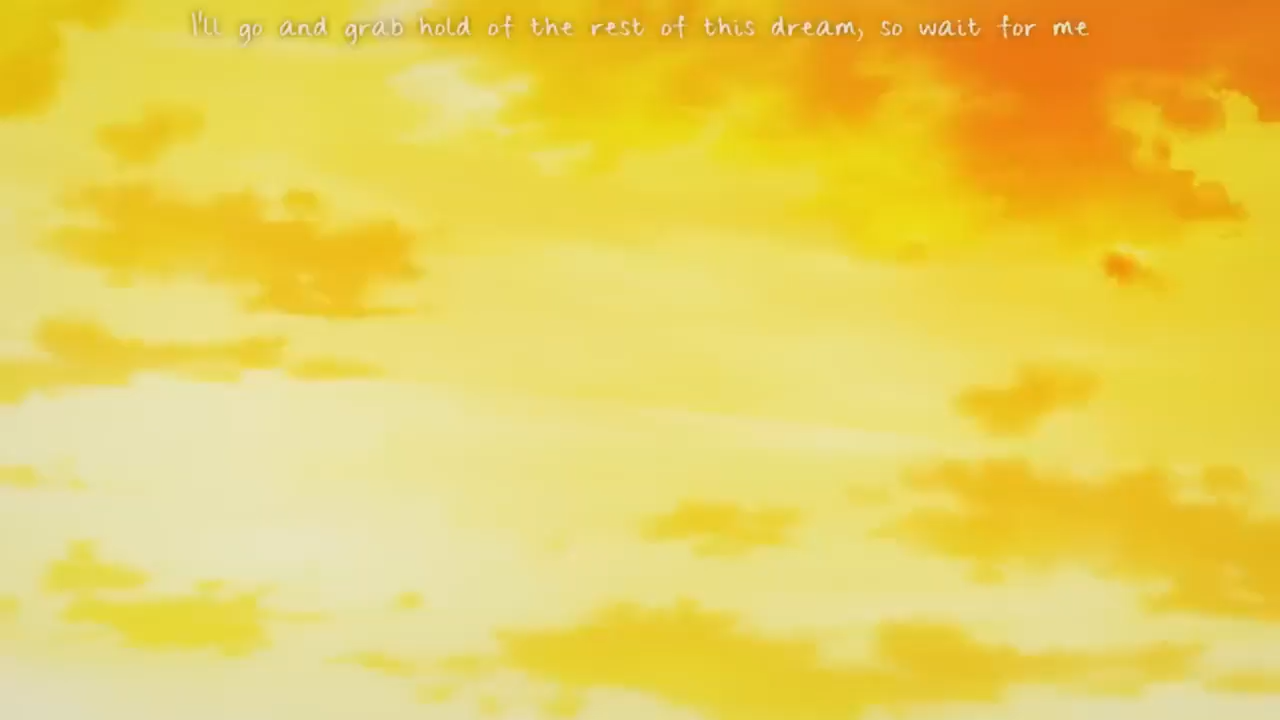 I'll go and grab hold of the rest of this dream, so wait for me